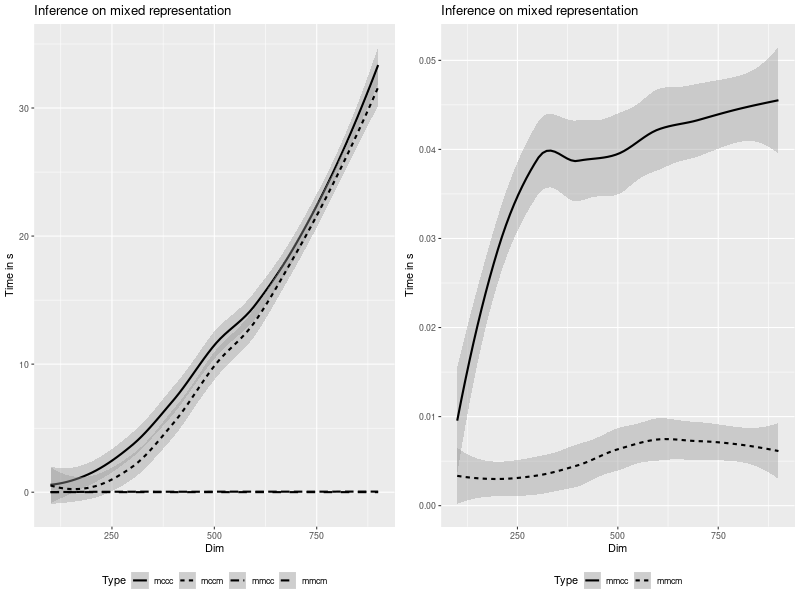 Inference on mixed representation
Time in s
30
20
10
0
250 500 750
Dim
Type mccc mccm mmcc mmcm
Inference on mixed representation
Time in s
0.05
0.04
0.03
0.02
0.01
0.00
250 500 750
Dim
Type mmcc mmcm